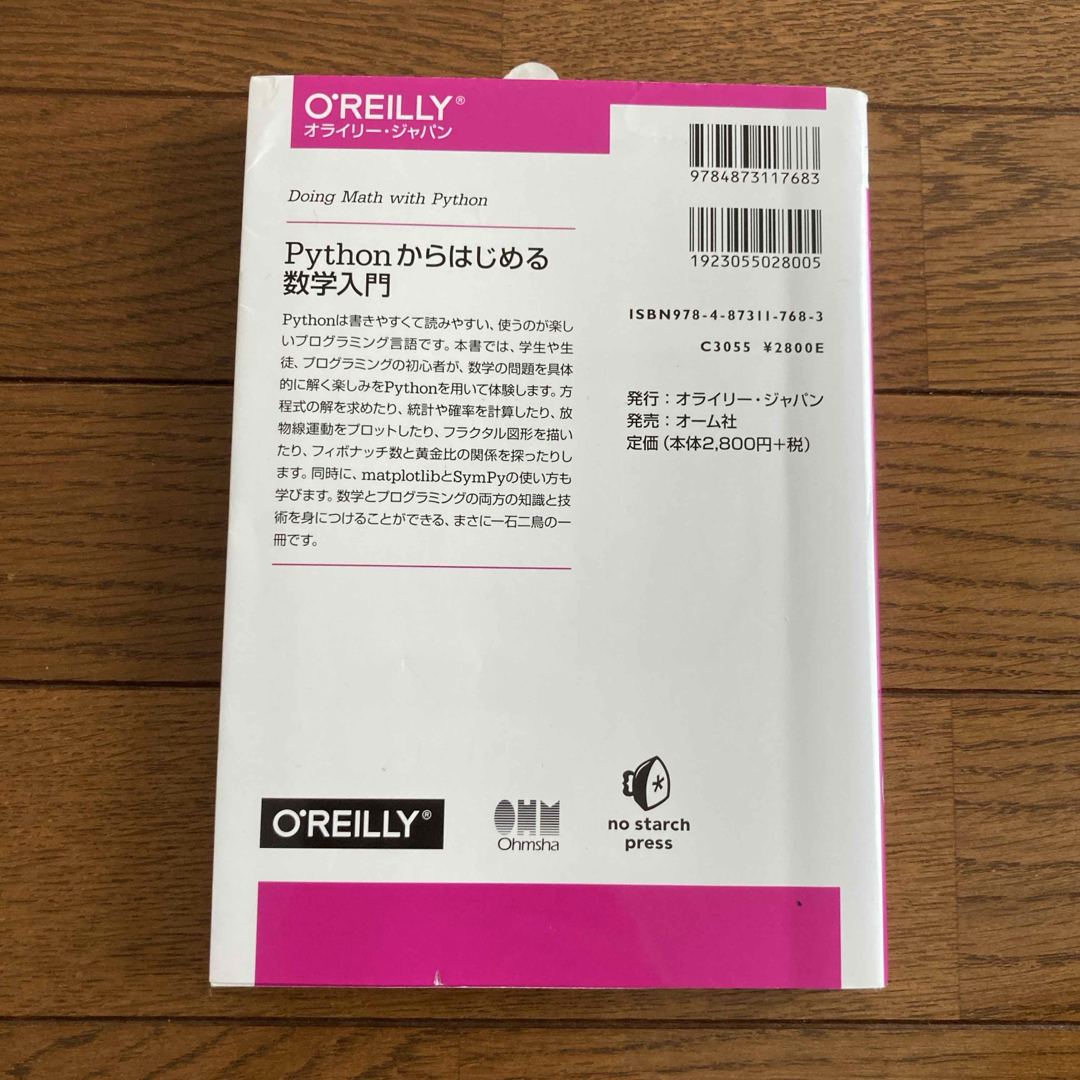 O'REILLY®
オライリー・ジャパン
Doing Math with Python
Pythonからはじめる
数学入門
Pythonは書きやすくて読みやすい、使うのが楽し
いプログラミング言語です。本書では、学生や生
徒、プログラミングの初心者が、数学の問題を具体
的に解く楽しみをPythonを用いて体験します。方
程式の解を求めたり、統計や確率を計算したり、放
物線運動をプロットしたり、フラクタル図形を描い
たり、フィボナッチ数と黄金比の関係を探ったりし
ます。同時に、matplotlibとSymPyの使い方も
学びます。数学とプログラミングの両方の知識と技
術を身につけることができる、まさに一石二鳥の一
冊です。
9784873117683
1923055028005
ISBN978-4-87311-768-3
C3055 ¥2800E
発行：オライリー・ジャパン
発売：オーム社
定価（本体2,800円+税）
O'REILLY®
OHM
Ohmsha
no starch
press